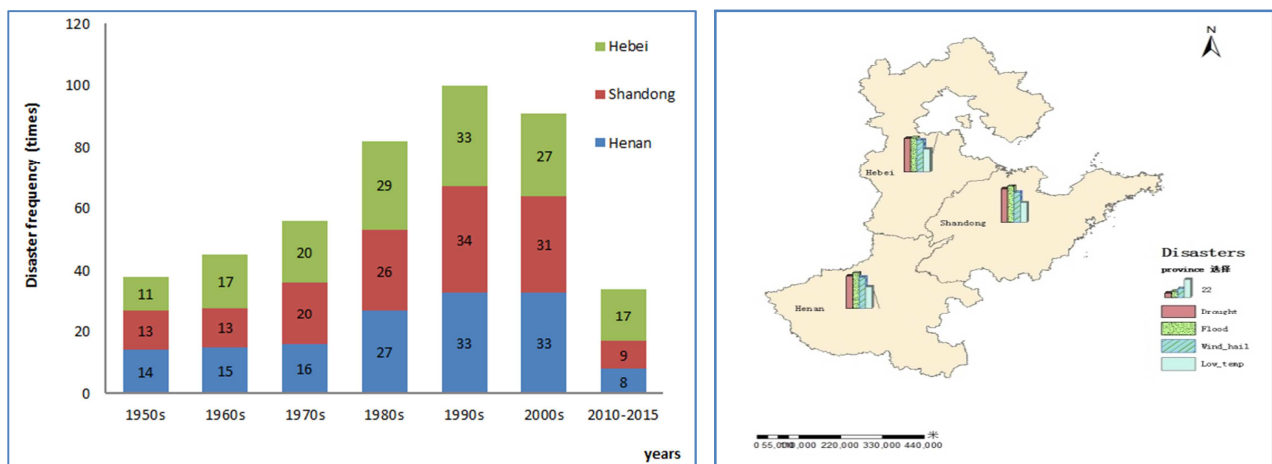 120
100
80
60
40
20
0
Disaster frequency (times)
Hebei
Shandong
Henan
11
13
14
17
13
15
20
20
16
29
26
27
33
34
33
27
31
33
17
9
8
1950s 1960s 1970s 1980s 1990s 2000s 2010-2015
years
N
Hebei
Shandong
Henan
Disasters
province 选择
22
Drought
Flood
Wind_hail
Low_temp
米
220,000 330,000 440,000